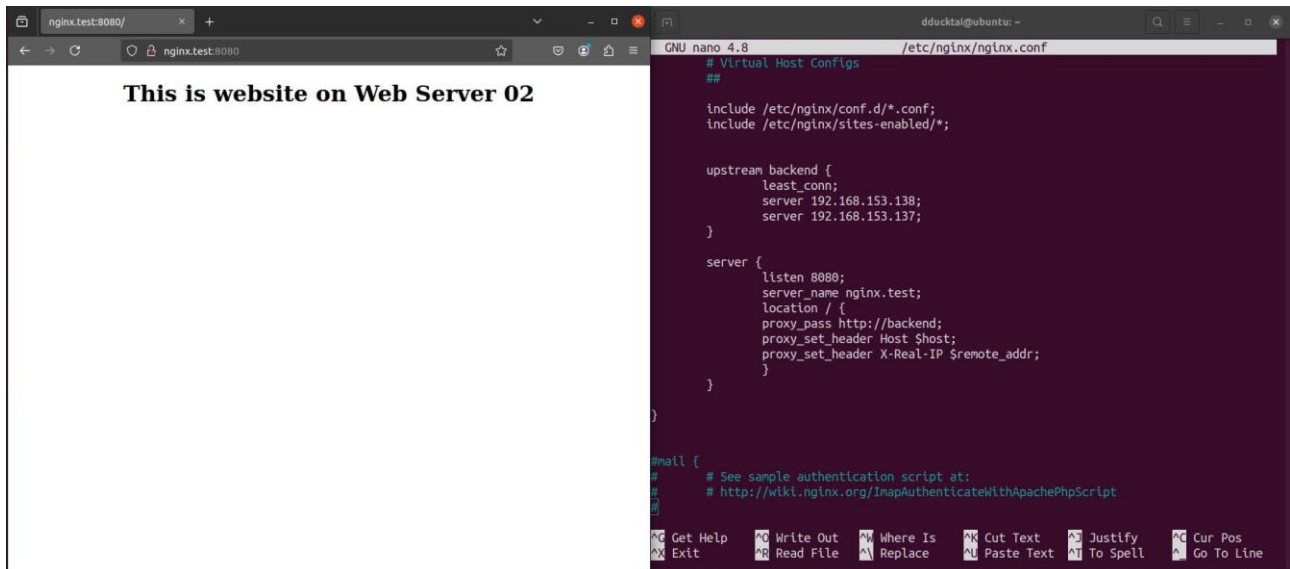 nginx.test:8080/
nginx.test:8080
This is website on Web Server 02
dducktai@ubuntu: ~
GNU nano 4.8 /etc/nginx/nginx.conf
# Virtual Host Configs
##
include /etc/nginx/conf.d/*.conf;
include /etc/nginx/sites-enabled/*;
upstream backend {
least_conn;
server 192.168.153.138;
server 192.168.153.137;
}
server {
listen 8080;
server_name nginx.test;
location / {
proxy_pass http://backend;
proxy_set_header Host $host;
proxy_set_header X-Real-IP $remote_addr;
}
}
}
#mail {
# # See sample authentication script at:
# # http://wiki.nginx.org/ImapAuthenticateWithApachePhpScript
#
^G Get Help ^O Write Out ^W Where Is ^K Cut Text ^J Justify ^C Cur Pos
^X Exit ^R Read File ^\ Replace ^U Paste Text ^T To Spell ^_ Go To Line